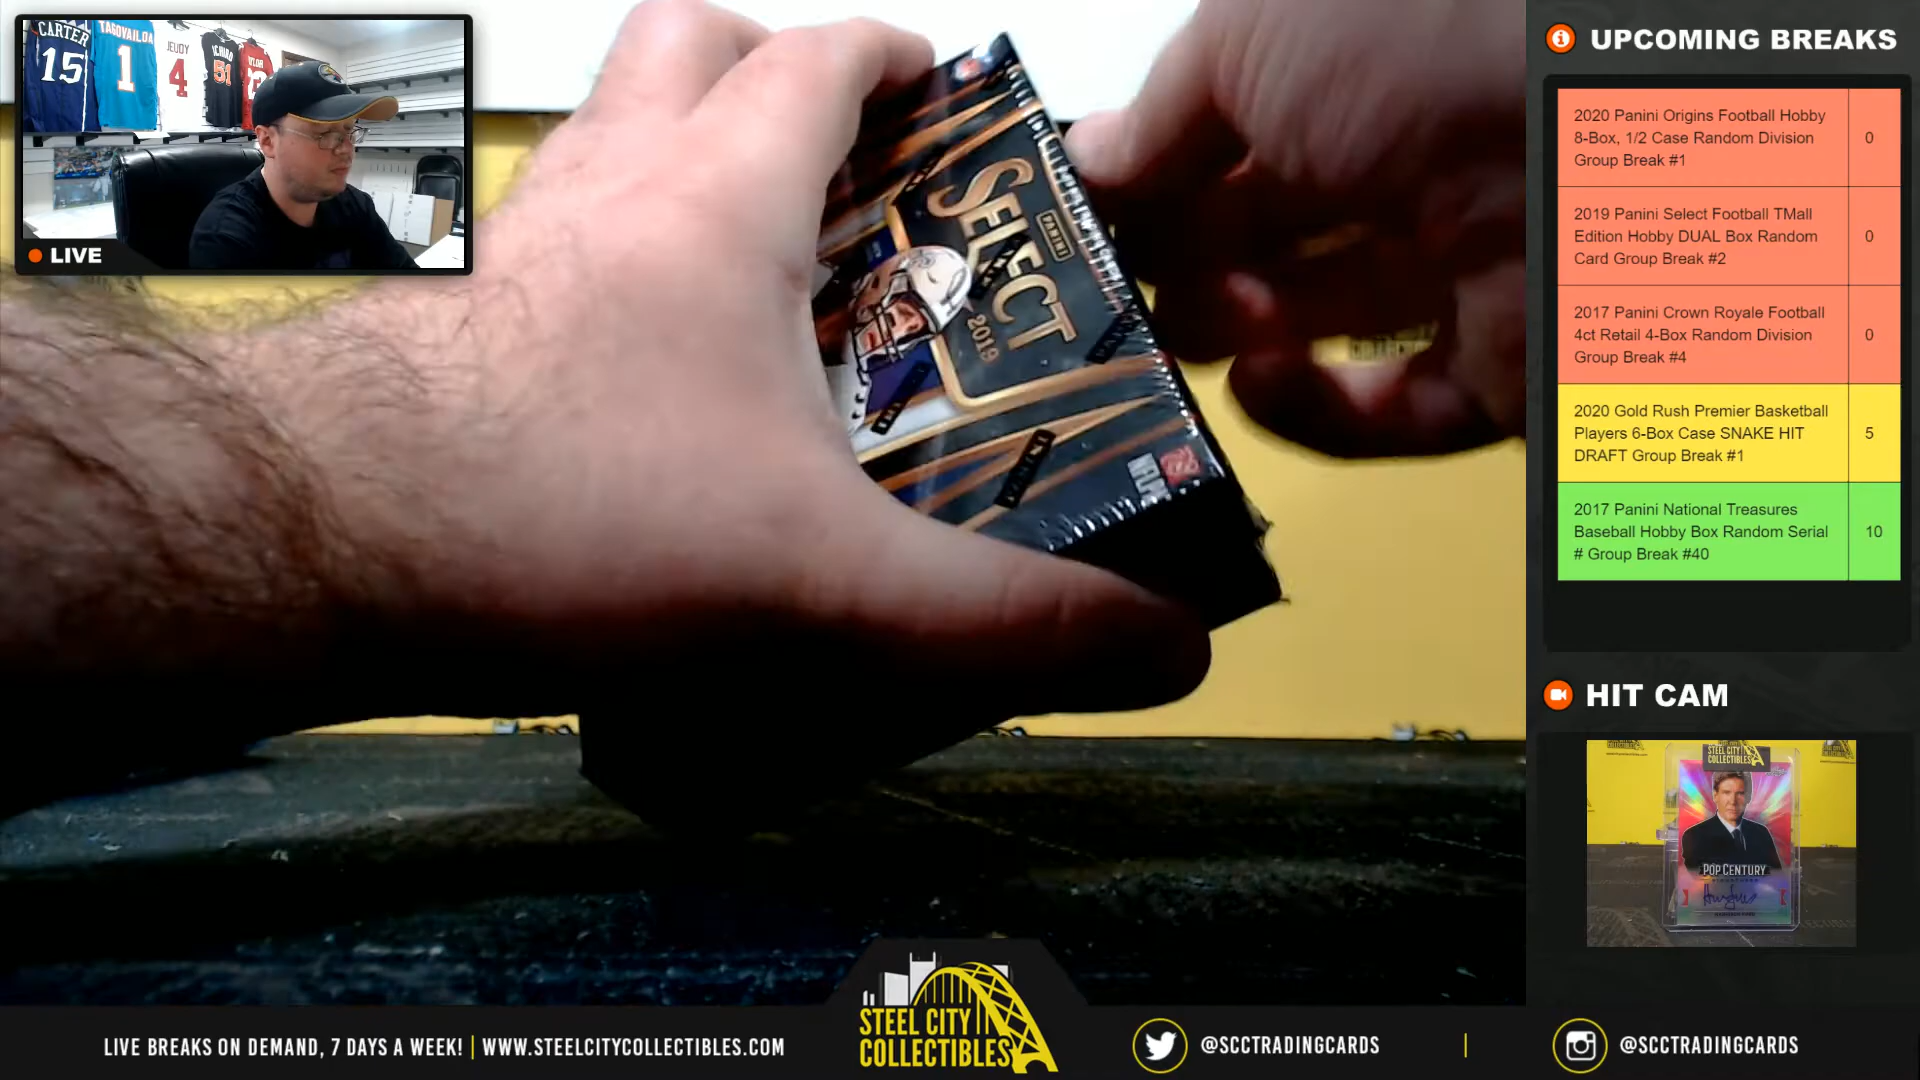 CARTER
15
TAGOVAILOA
1
JEUDY
4
ICHIRO
51
LIVE
SELECT
PANINI
2019
PANINI
UPCOMING BREAKS
2020 Panini Origins Football Hobby
8-Box, 1/2 Case Random Division
Group Break #1
0
2019 Panini Select Football TMall
Edition Hobby DUAL Box Random
Card Group Break #2
0
2017 Panini Crown Royale Football
4ct Retail 4-Box Random Division
Group Break #4
0
2020 Gold Rush Premier Basketball
Players 6-Box Case SNAKE HIT
DRAFT Group Break #1
5
2017 Panini National Treasures
Baseball Hobby Box Random Serial
# Group Break #40
10
HIT CAM
STEEL CITY
COLLECTIBLES
POP CENTURY
LIVE BREAKS ON DEMAND, 7 DAYS A WEEK! | WWW.STEELCITYCOLLECTIBLES.COM
STEEL CITY
COLLECTIBLES
@SCCTRADINGCARDS
@SCCTRADINGCARDS